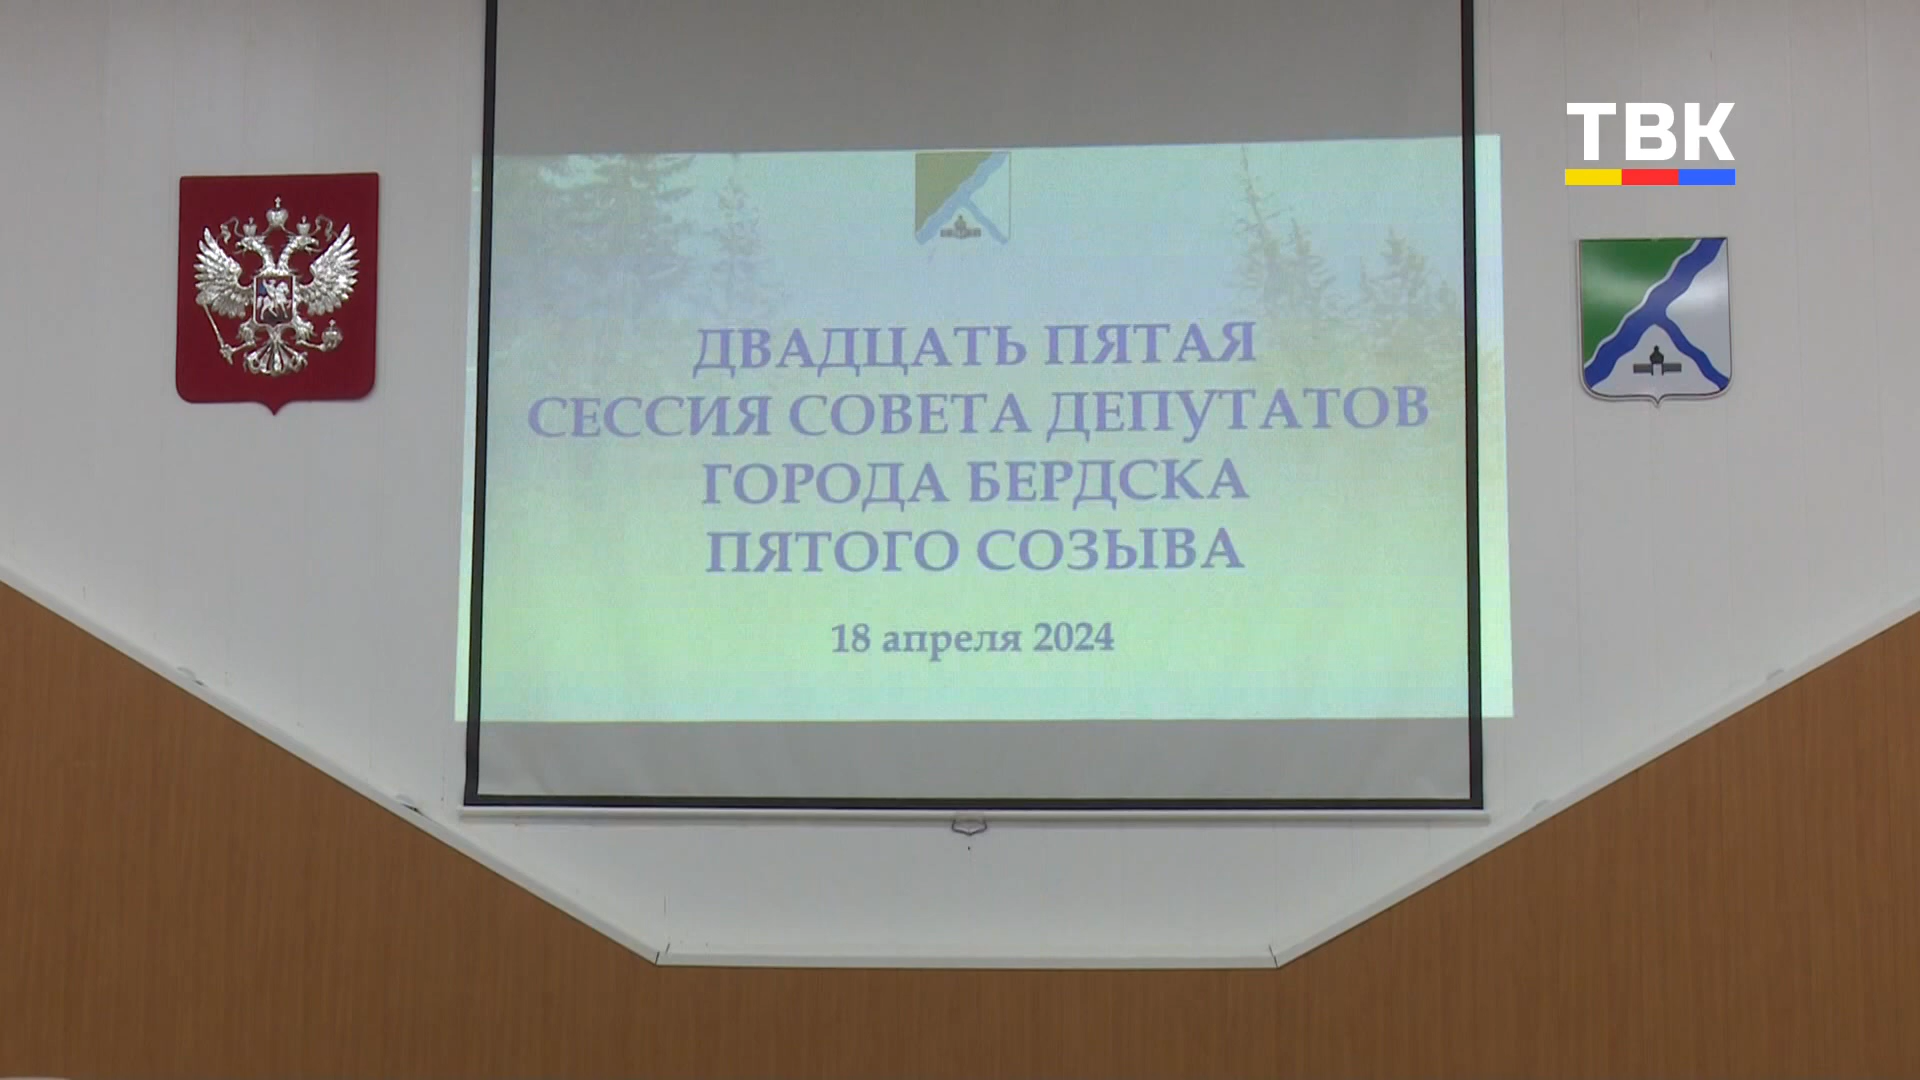 ТВК
ДВАДЦАТЬ ПЯТАЯ
СЕССИЯ СОВЕТА ДЕПУТАТОВ
ГОРОДА БЕРДСКА
ПЯТОГО СОЗЫВА
18 апреля 2024